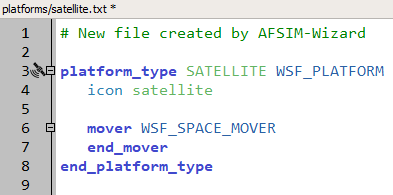 platforms/satellite.txt *
1 # New file created by AFSIM-Wizard
2
3 platform_type SATELLITE WSF_PLATFORM
4 icon satellite
5
6 mover WSF_SPACE_MOVER
7 end_mover
8 end_platform_type
9